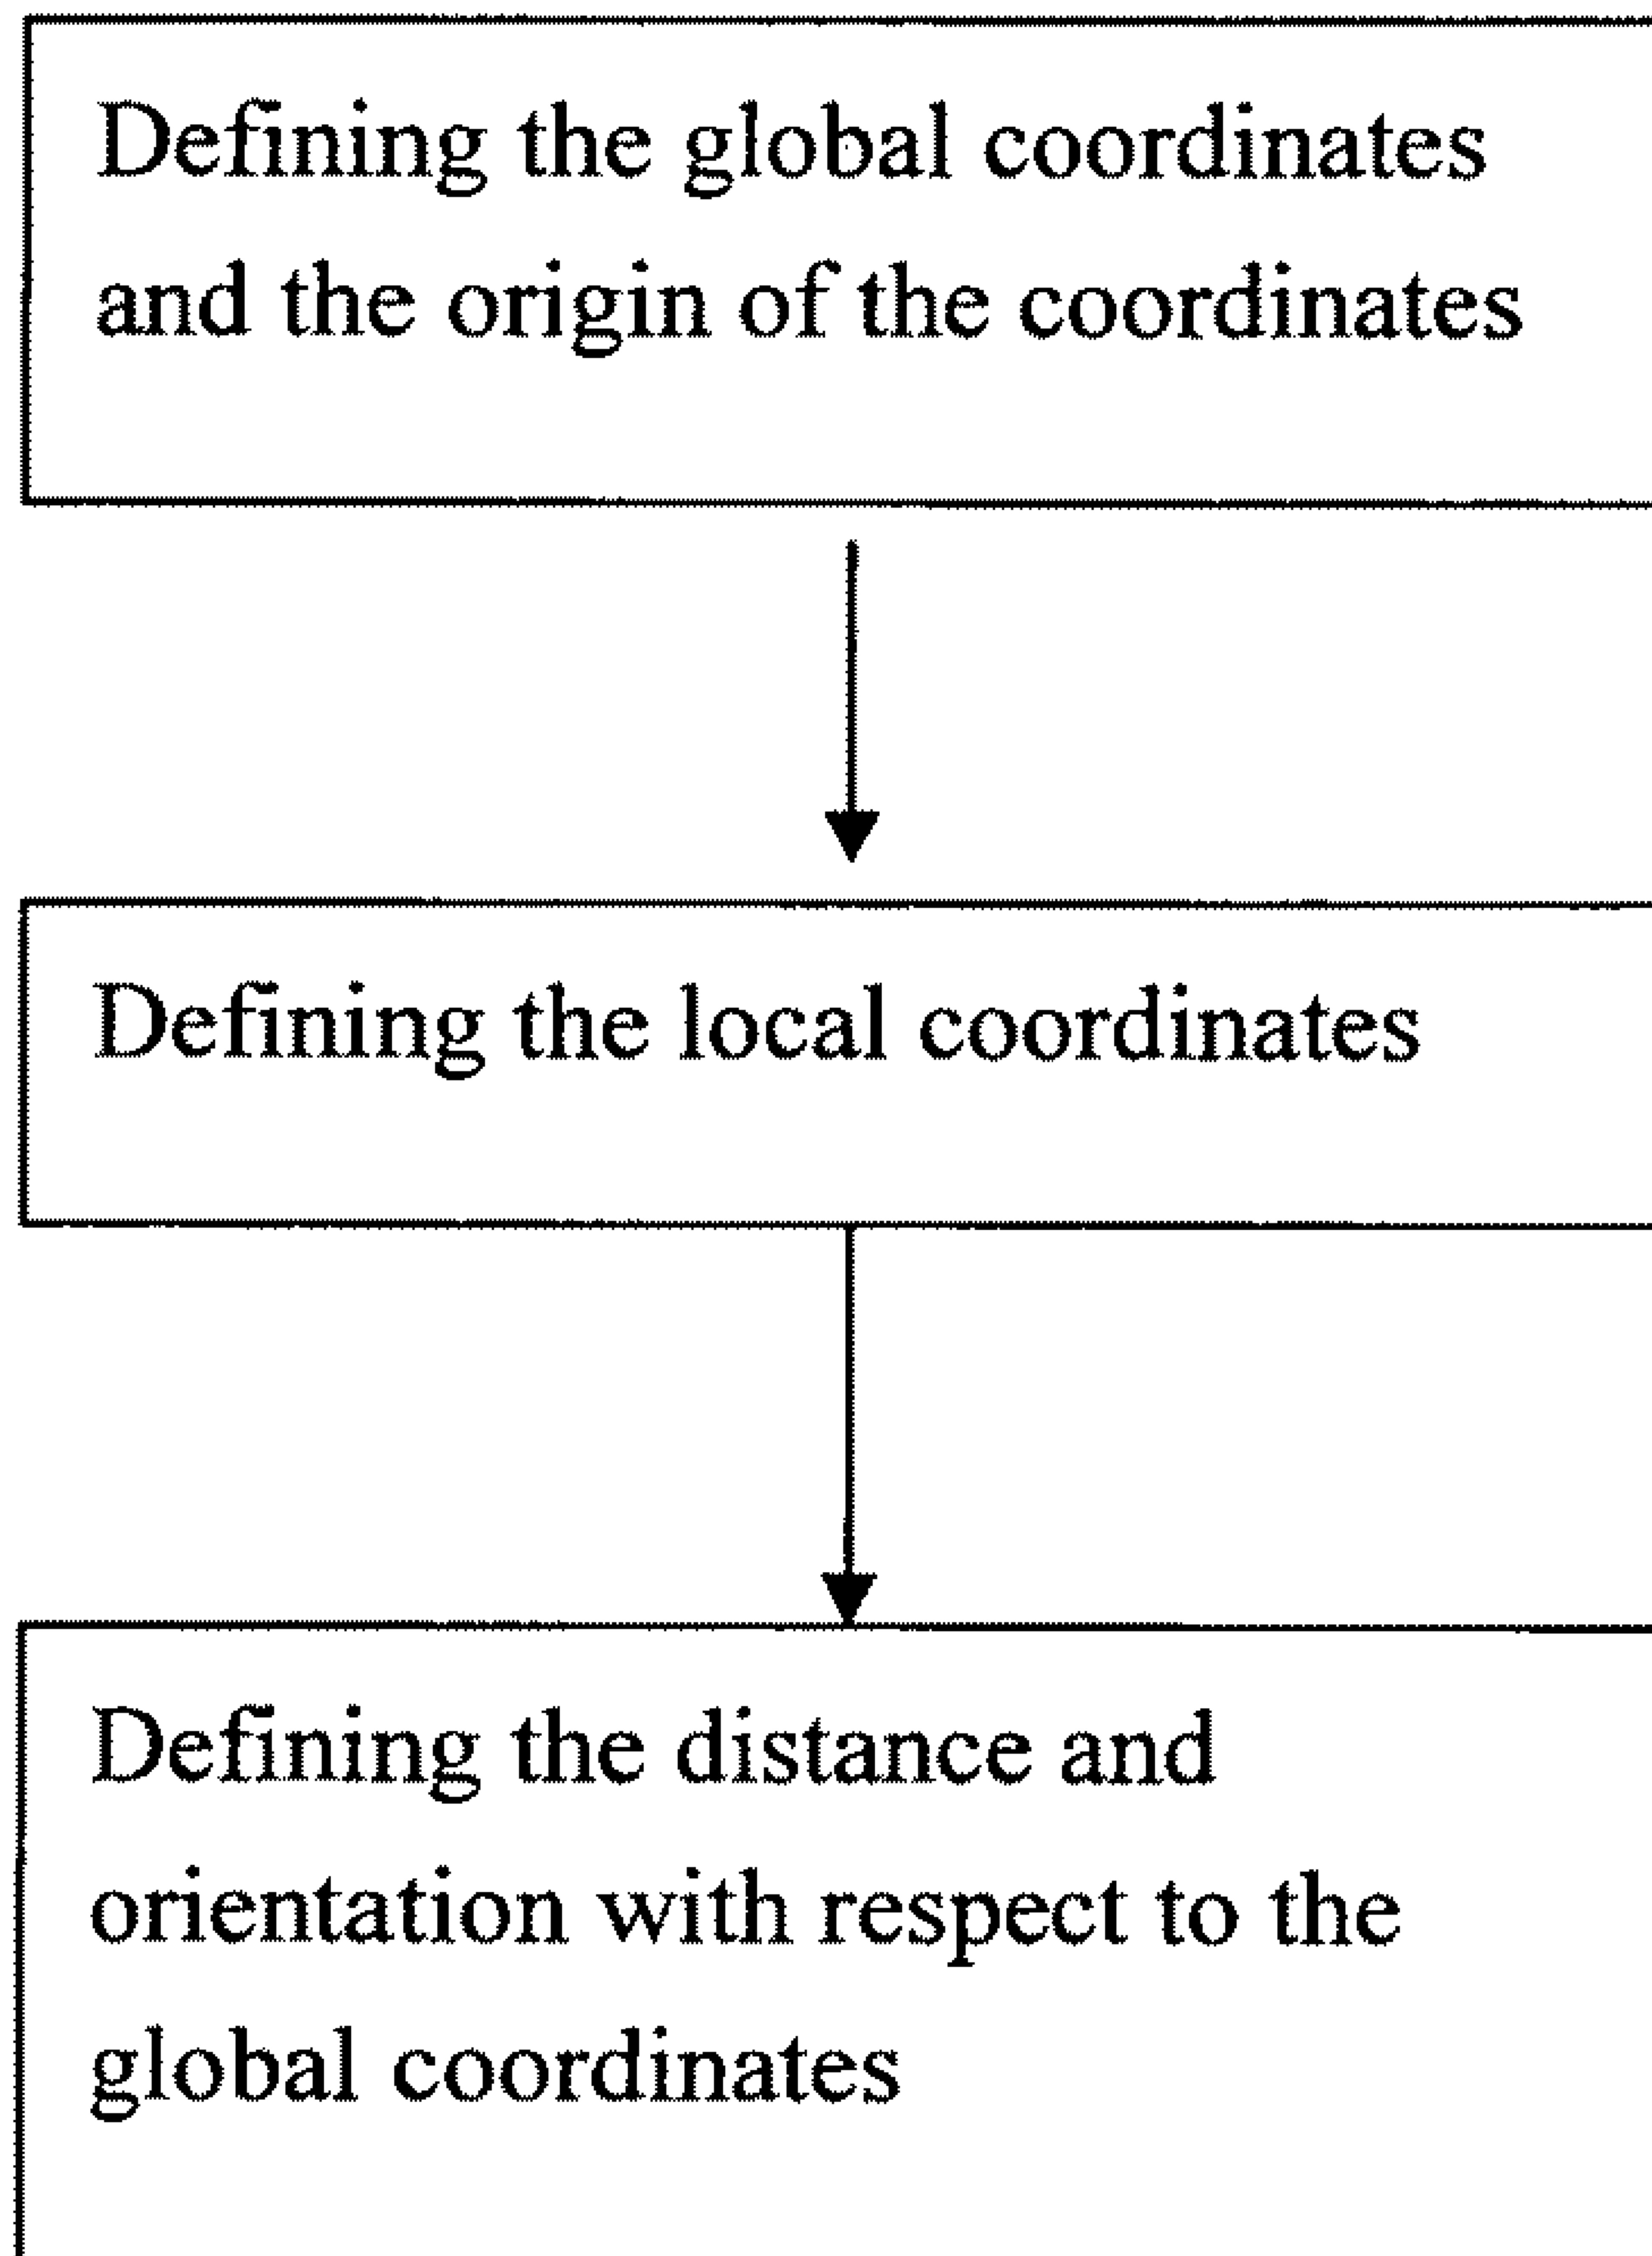 Defining the global coordinates
and the origin of the coordinates
Defining the local coordinates
Defining the distance and
orientation with respect to the
global coordinates